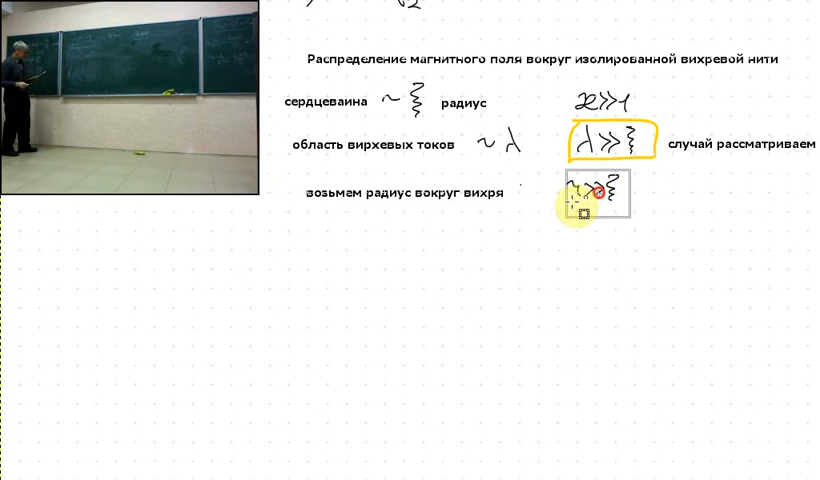 Распределение магнитного поля вокруг изолированной вихревой нити
сердцеваина ~ ξ радиус ϰ>>1
область вирхевых токов ~ λ λ>>ξ случай рассматриваем
возьмем радиус вокруг вихря >>ξ